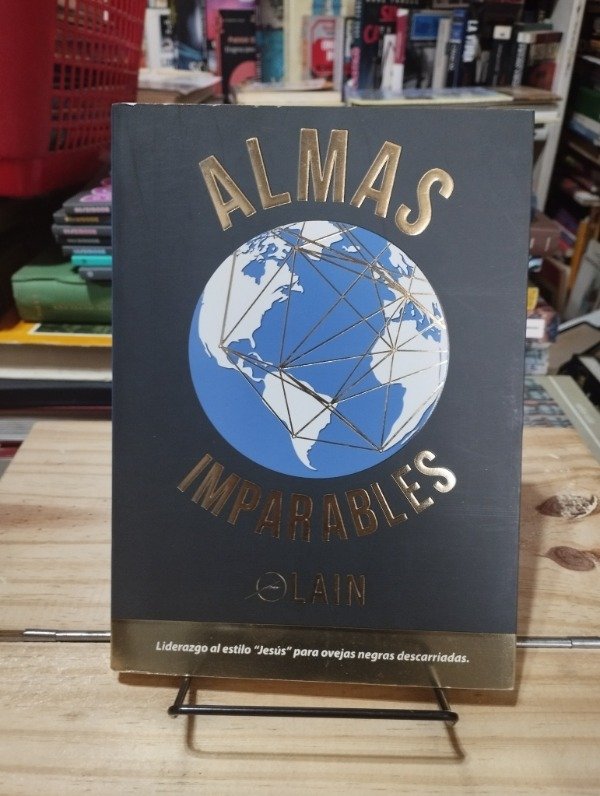 ALMAS
IMPARABLES
LAIN
Liderazgo al estilo "Jesús" para ovejas negras descarriadas.